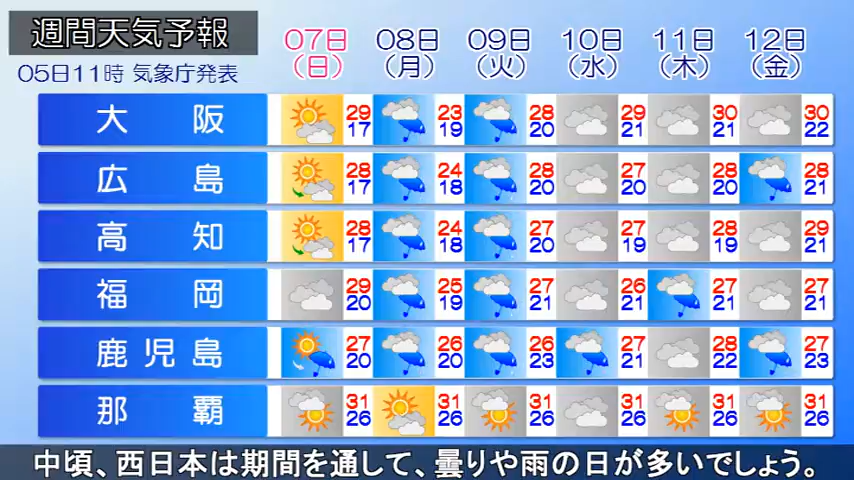 週間天気予報
05日11時 気象庁発表
07日 08日 09日 10日 11日 12日
(日) (月) (火) (水) (木) (金)
大阪 29 23 28 29 30 30
17 19 20 21 21 22
広島 28 24 28 27 28 28
17 18 20 20 20 21
高知 28 24 27 27 28 29
17 18 20 19 19 21
福岡 29 25 27 26 27 27
20 19 21 21 21 21
鹿児島 27 26 26 27 28 27
20 20 23 21 22 23
那覇 31 31 31 31 31 31
26 26 26 26 26 26
中頃、西日本は期間を通して、曇りや雨の日が多いでしょう。